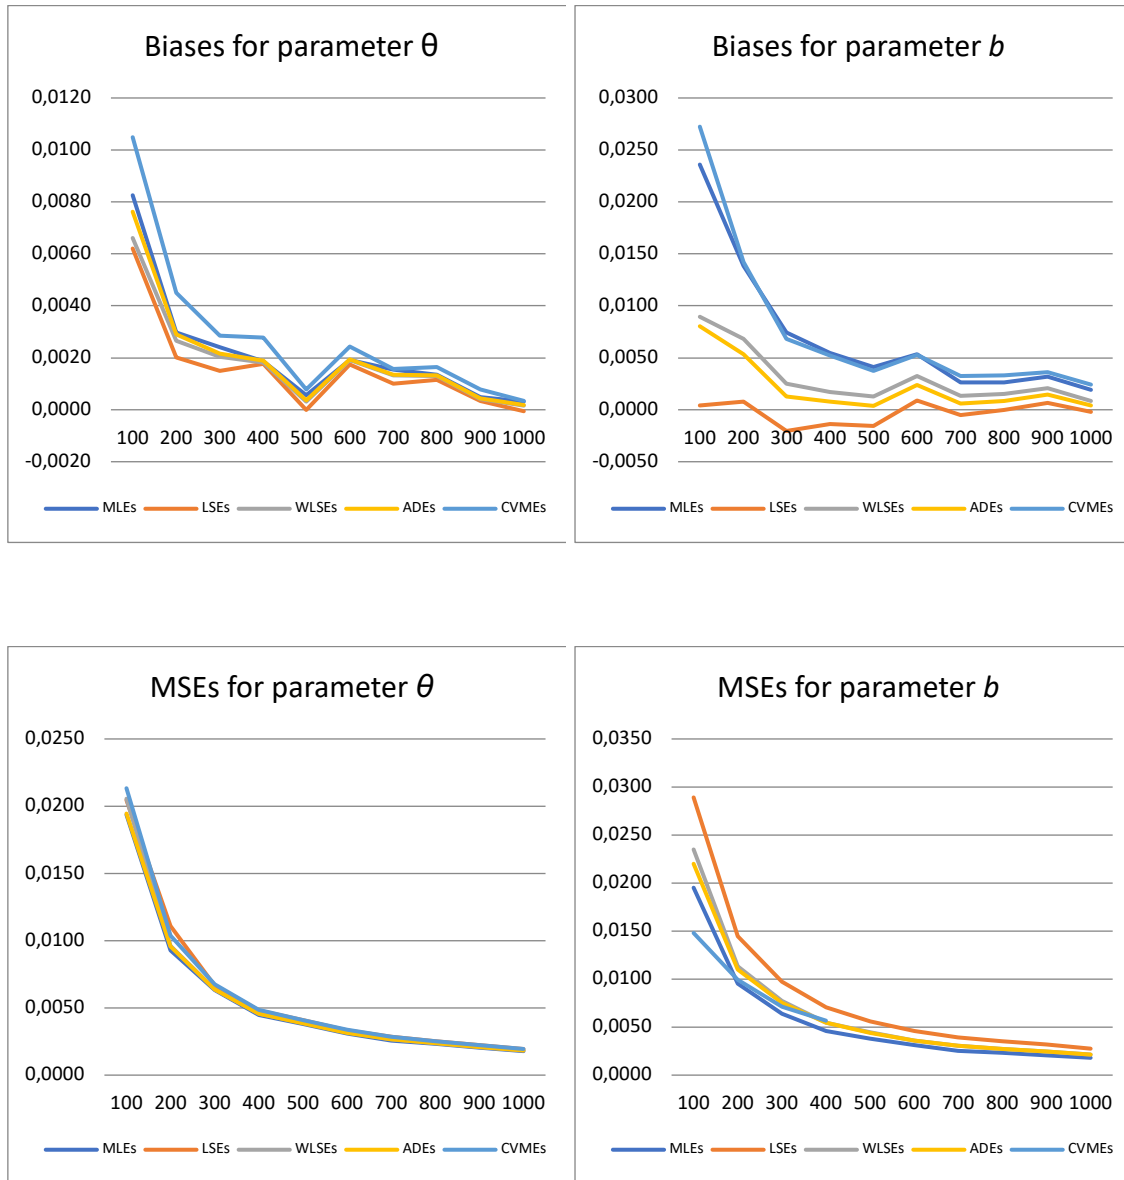 Biases for parameter θ
0,0120
0,0100
0,0080
0,0060
0,0040
0,0020
0,0000
-0,0020
100 200 300 400 500 600 700 800 900 1000
MLEs LSEs WLSEs ADEs CVMEs
Biases for parameter b
0,0300
0,0250
0,0200
0,0150
0,0100
0,0050
0,0000
-0,0050
100 200 300 400 500 600 700 800 900 1000
MLEs LSEs WLSEs ADEs CVMEs
MSEs for parameter θ
0,0250
0,0200
0,0150
0,0100
0,0050
0,0000
100 200 300 400 500 600 700 800 900 1000
MLEs LSEs WLSEs ADEs CVMEs
MSEs for parameter b
0,0350
0,0300
0,0250
0,0200
0,0150
0,0100
0,0050
0,0000
100 200 300 400 500 600 700 800 900 1000
MLEs LSEs WLSEs ADEs CVMEs